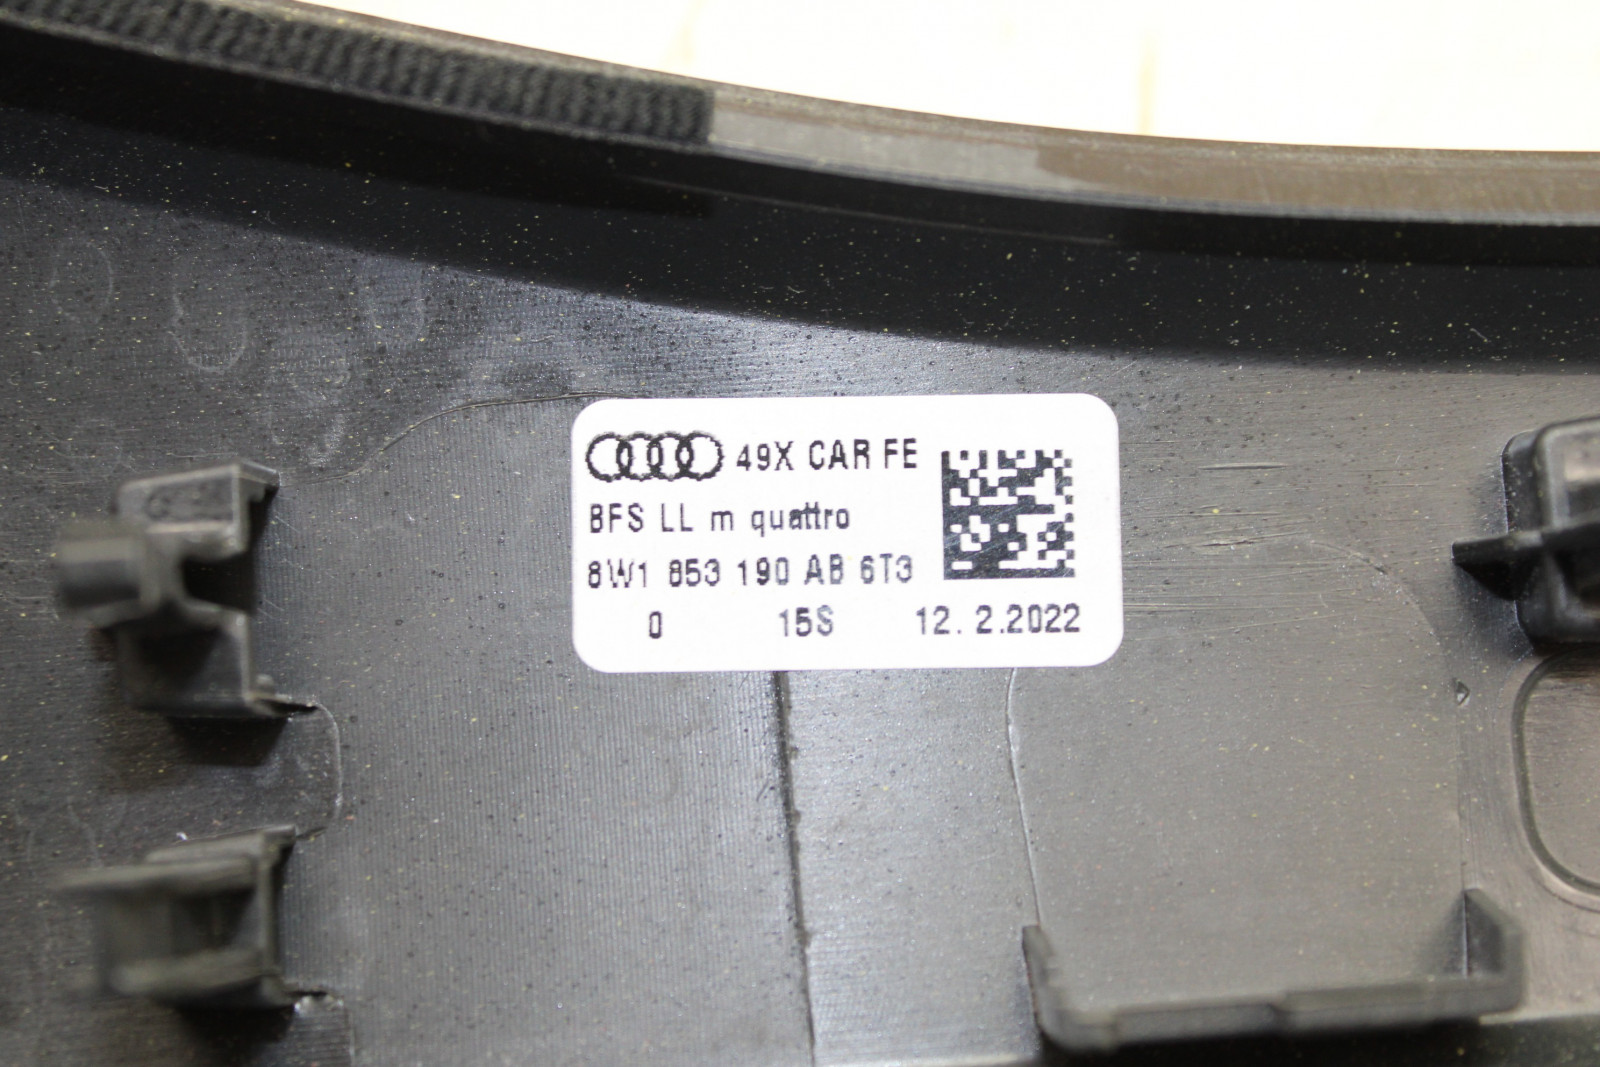 49X CAR FE
BFS LL m quattro
8W1 853 190 AB 6T3
0 15S 12. 2.2022